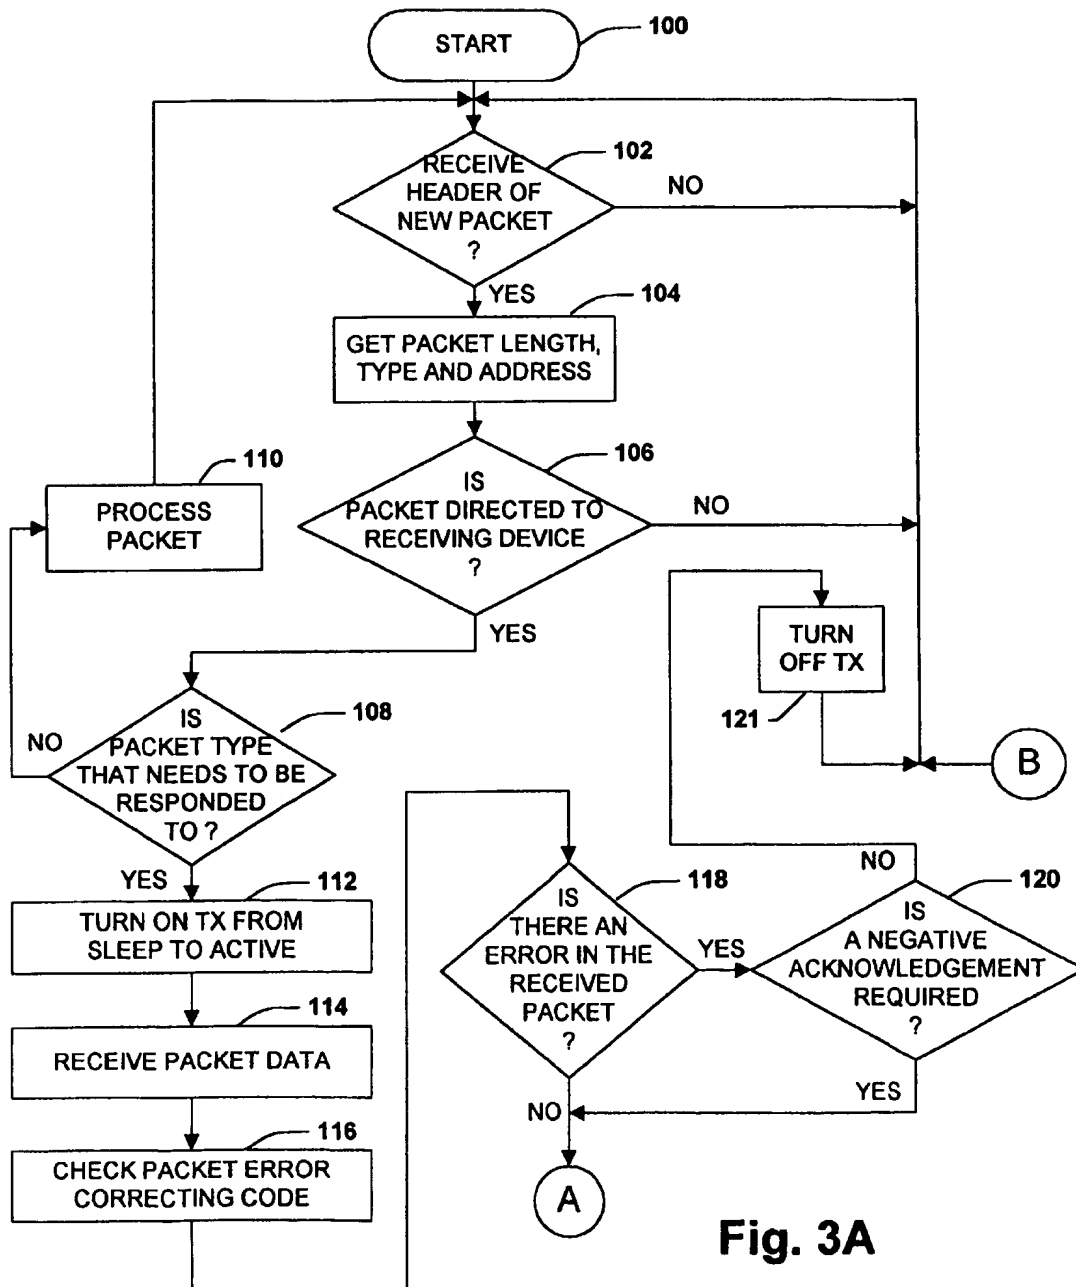 START
100
RECEIVE
HEADER OF
NEW PACKET
?
102
NO
YES
104
GET PACKET LENGTH,
TYPE AND ADDRESS
106
IS
PACKET DIRECTED TO
RECEIVING DEVICE
?
NO
YES
110
PROCESS
PACKET
TURN
OFF TX
121
B
108
IS
PACKET TYPE
THAT NEEDS TO BE
RESPONDED
TO ?
NO
YES
112
TURN ON TX FROM
SLEEP TO ACTIVE
114
RECEIVE PACKET DATA
116
CHECK PACKET ERROR
CORRECTING CODE
118
IS
THERE AN
ERROR IN THE
RECEIVED
PACKET
?
YES
NO
120
IS
A NEGATIVE
ACKNOWLEDGEMENT
REQUIRED
?
NO
YES
A
Fig. 3A